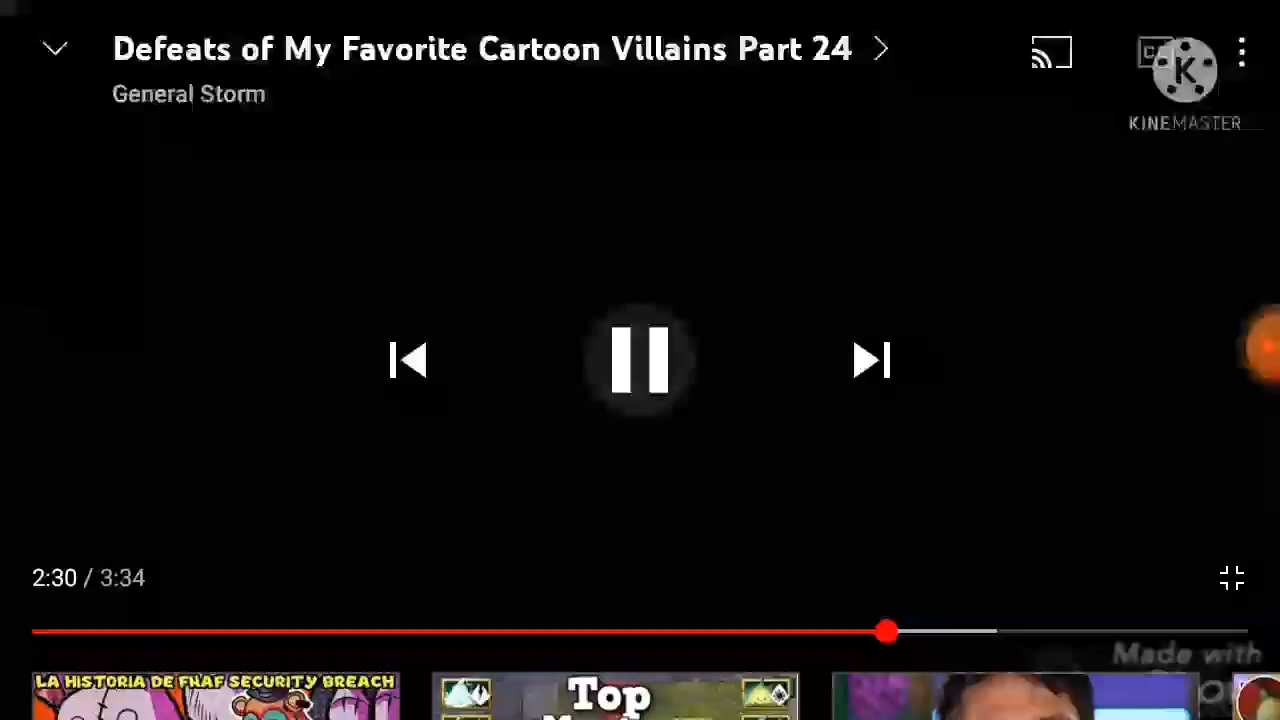 Defeats of My Favorite Cartoon Villains Part 24
General Storm
CC
K
KINEMASTER
2:30 / 3:34
Made with
LA HISTORIA DE FNAF SECURITY BREACH
Top